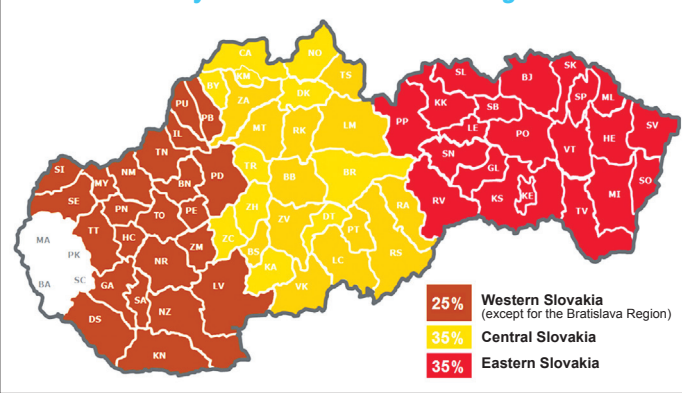 CA
NO
BY
KM
TS
ZA
DK
PU
PB
MT
RK
LM
IL
TN
TR
BB
BR
PD
SI
MY
NM
BN
SE
PN
TO
PE
ZH
ZV
DT
PT
RA
TT
HC
ZM
ZC
BS
KA
LC
RS
MA
PK
NR
LV
VK
BA
SC
GA
SA
NZ
DS
KN
SL
BJ
SK
KK
SB
SP
ML
PP
LE
PO
VT
HE
SV
SN
GL
SO
RV
KS
KE
TV
MI
25% Western Slovakia
(except for the Bratislava Region)
35% Central Slovakia
35% Eastern Slovakia